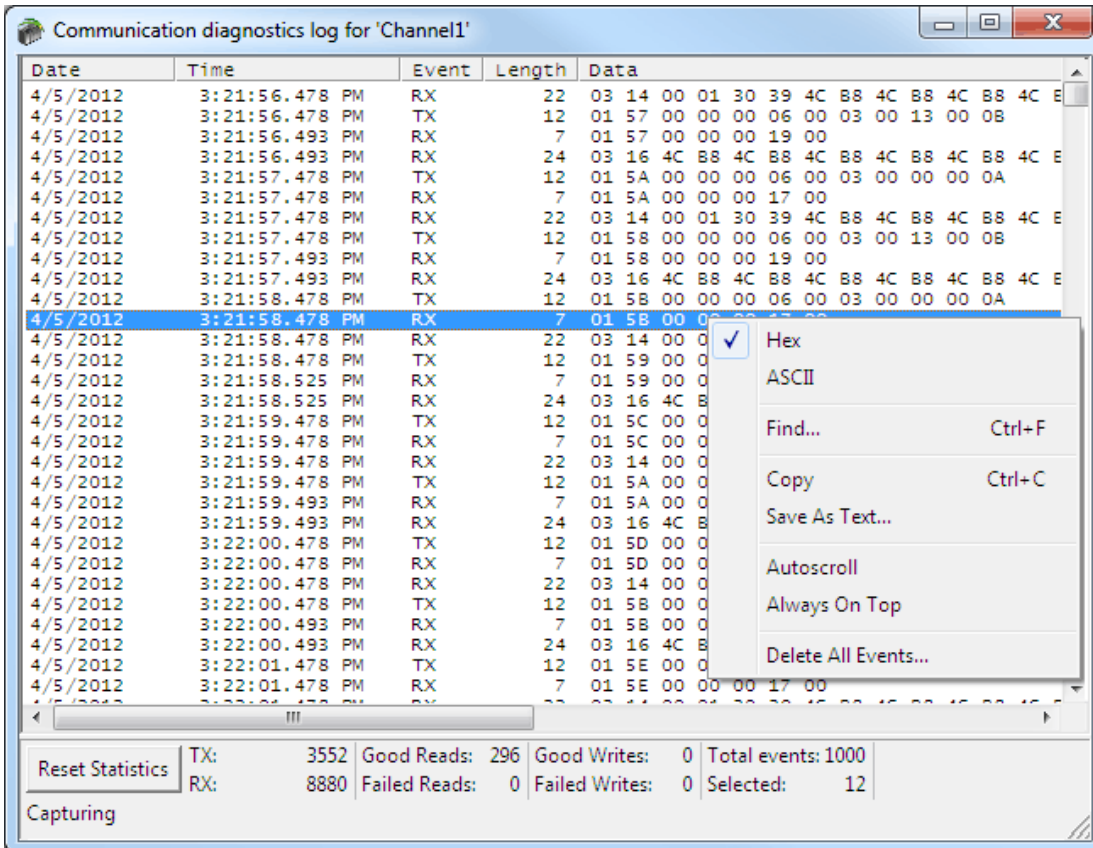 Communication diagnostics log for 'Channel1'
Date Time Event Length Data
4/5/2012 3:21:56.478 PM RX 22 03 14 00 01 30 39 4C B8 4C B8 4C B8 4C
4/5/2012 3:21:56.478 PM TX 12 01 57 00 00 00 06 00 03 00 13 00 0B
4/5/2012 3:21:56.493 PM RX 7 01 57 00 00 00 19 00
4/5/2012 3:21:56.493 PM RX 24 03 16 4C B8 4C B8 4C B8 4C B8 4C B8 4C
4/5/2012 3:21:57.478 PM TX 12 01 5A 00 00 00 06 00 03 00 00 00 0A
4/5/2012 3:21:57.478 PM RX 7 01 5A 00 00 00 17 00
4/5/2012 3:21:57.478 PM RX 22 03 14 00 01 30 39 4C B8 4C B8 4C B8 4C
4/5/2012 3:21:57.478 PM TX 12 01 58 00 00 00 06 00 03 00 13 00 0B
4/5/2012 3:21:57.493 PM RX 7 01 58 00 00 00 19 00
4/5/2012 3:21:57.493 PM RX 24 03 16 4C B8 4C B8 4C B8 4C B8 4C B8 4C
4/5/2012 3:21:58.478 PM TX 12 01 5B 00 00 00 06 00 03 00 00 00 0A
4/5/2012 3:21:58.478 PM RX 7 01 5B 00 00 00 17 00
4/5/2012 3:21:58.478 PM RX 22 03 14 00
4/5/2012 3:21:58.478 PM TX 12 01 59 00
4/5/2012 3:21:58.525 PM RX 7 01 59 00
4/5/2012 3:21:58.525 PM RX 24 03 16 4C
4/5/2012 3:21:59.478 PM TX 12 01 5C 00
4/5/2012 3:21:59.478 PM RX 7 01 5C 00
4/5/2012 3:21:59.478 PM RX 22 03 14 00
4/5/2012 3:21:59.478 PM TX 12 01 5A 00
4/5/2012 3:21:59.493 PM RX 7 01 5A 00
4/5/2012 3:21:59.493 PM RX 24 03 16 4C
4/5/2012 3:22:00.478 PM TX 12 01 5D 00
4/5/2012 3:22:00.478 PM RX 7 01 5D 00
4/5/2012 3:22:00.478 PM RX 22 03 14 00
4/5/2012 3:22:00.478 PM TX 12 01 5B 00
4/5/2012 3:22:00.493 PM RX 7 01 5B 00
4/5/2012 3:22:00.493 PM RX 24 03 16 4C
4/5/2012 3:22:01.478 PM TX 12 01 5E 00
4/5/2012 3:22:01.478 PM RX 7 01 5E 00 00 00 17 00
Hex
ASCII
Find... Ctrl+F
Copy Ctrl+C
Save As Text...
Autoscroll
Always On Top
Delete All Events...
Reset Statistics
TX: 3552 Good Reads: 296 Good Writes: 0 Total events: 1000
RX: 8880 Failed Reads: 0 Failed Writes: 0 Selected: 12
Capturing